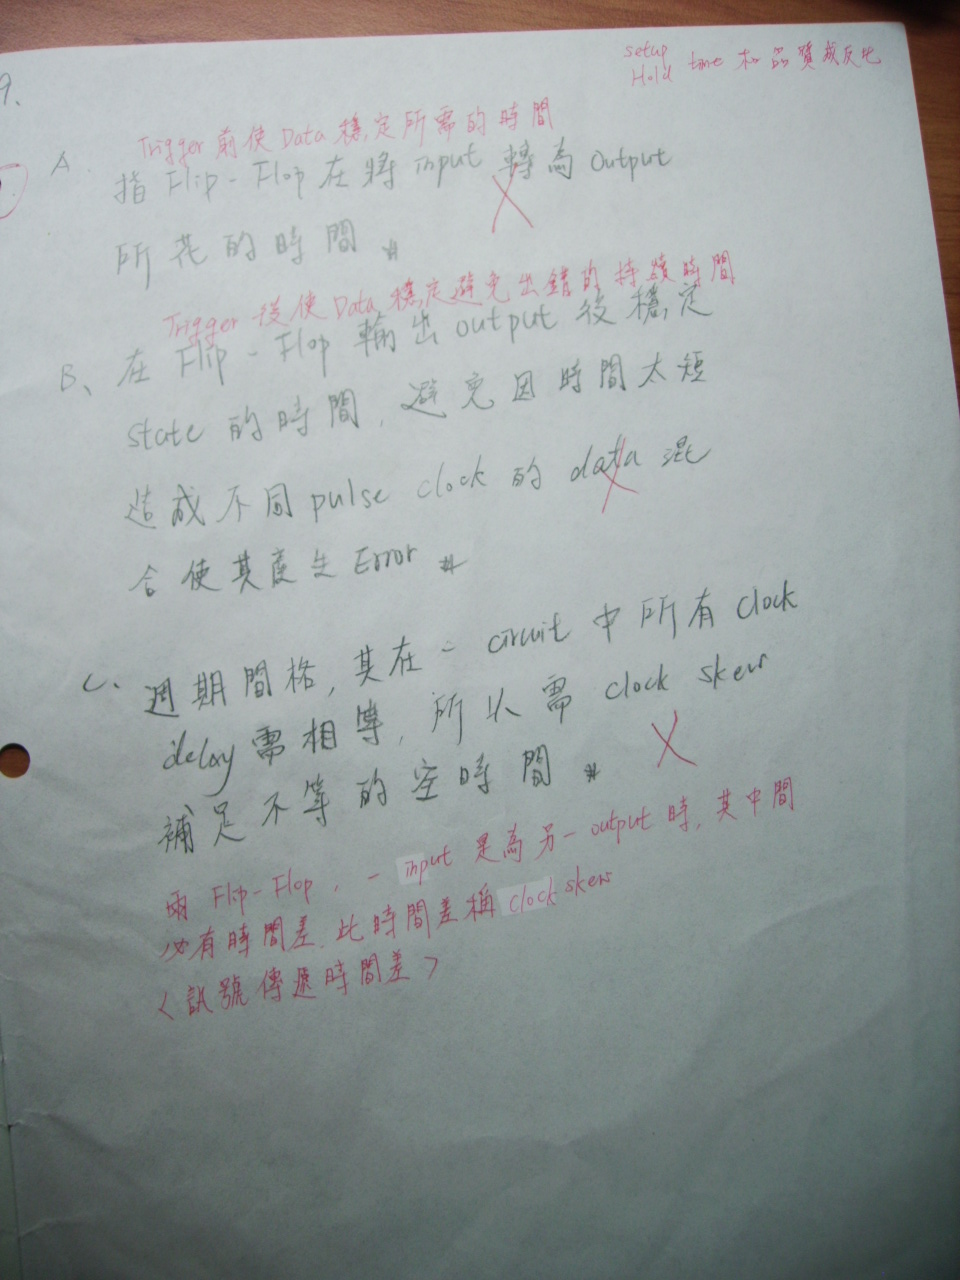 setup
Hold time 和品質成反比
9、
Trigger 前使 Data 穩定所需的時間
A、指 Flip-Flop 在將 input 轉為 output
所花的時間 #
Trigger 後使 Data 穩定避免出錯的持續時間
B、在 Flip-Flop 輸出 output 後穩定
state 的時間，避免因時間太短
造成不同 pulse clock 的 data 混
合使其產生 Error #
C、週期間格，其在一 circuit 中所有 clock
delay 需相等，所以需 clock skew
補足不等的空時間 #
兩 Flip-Flop，一 input 是為另一 output 時，其中間
必有時間差，此時間差稱 clock skew
<訊號傳遞時間差>